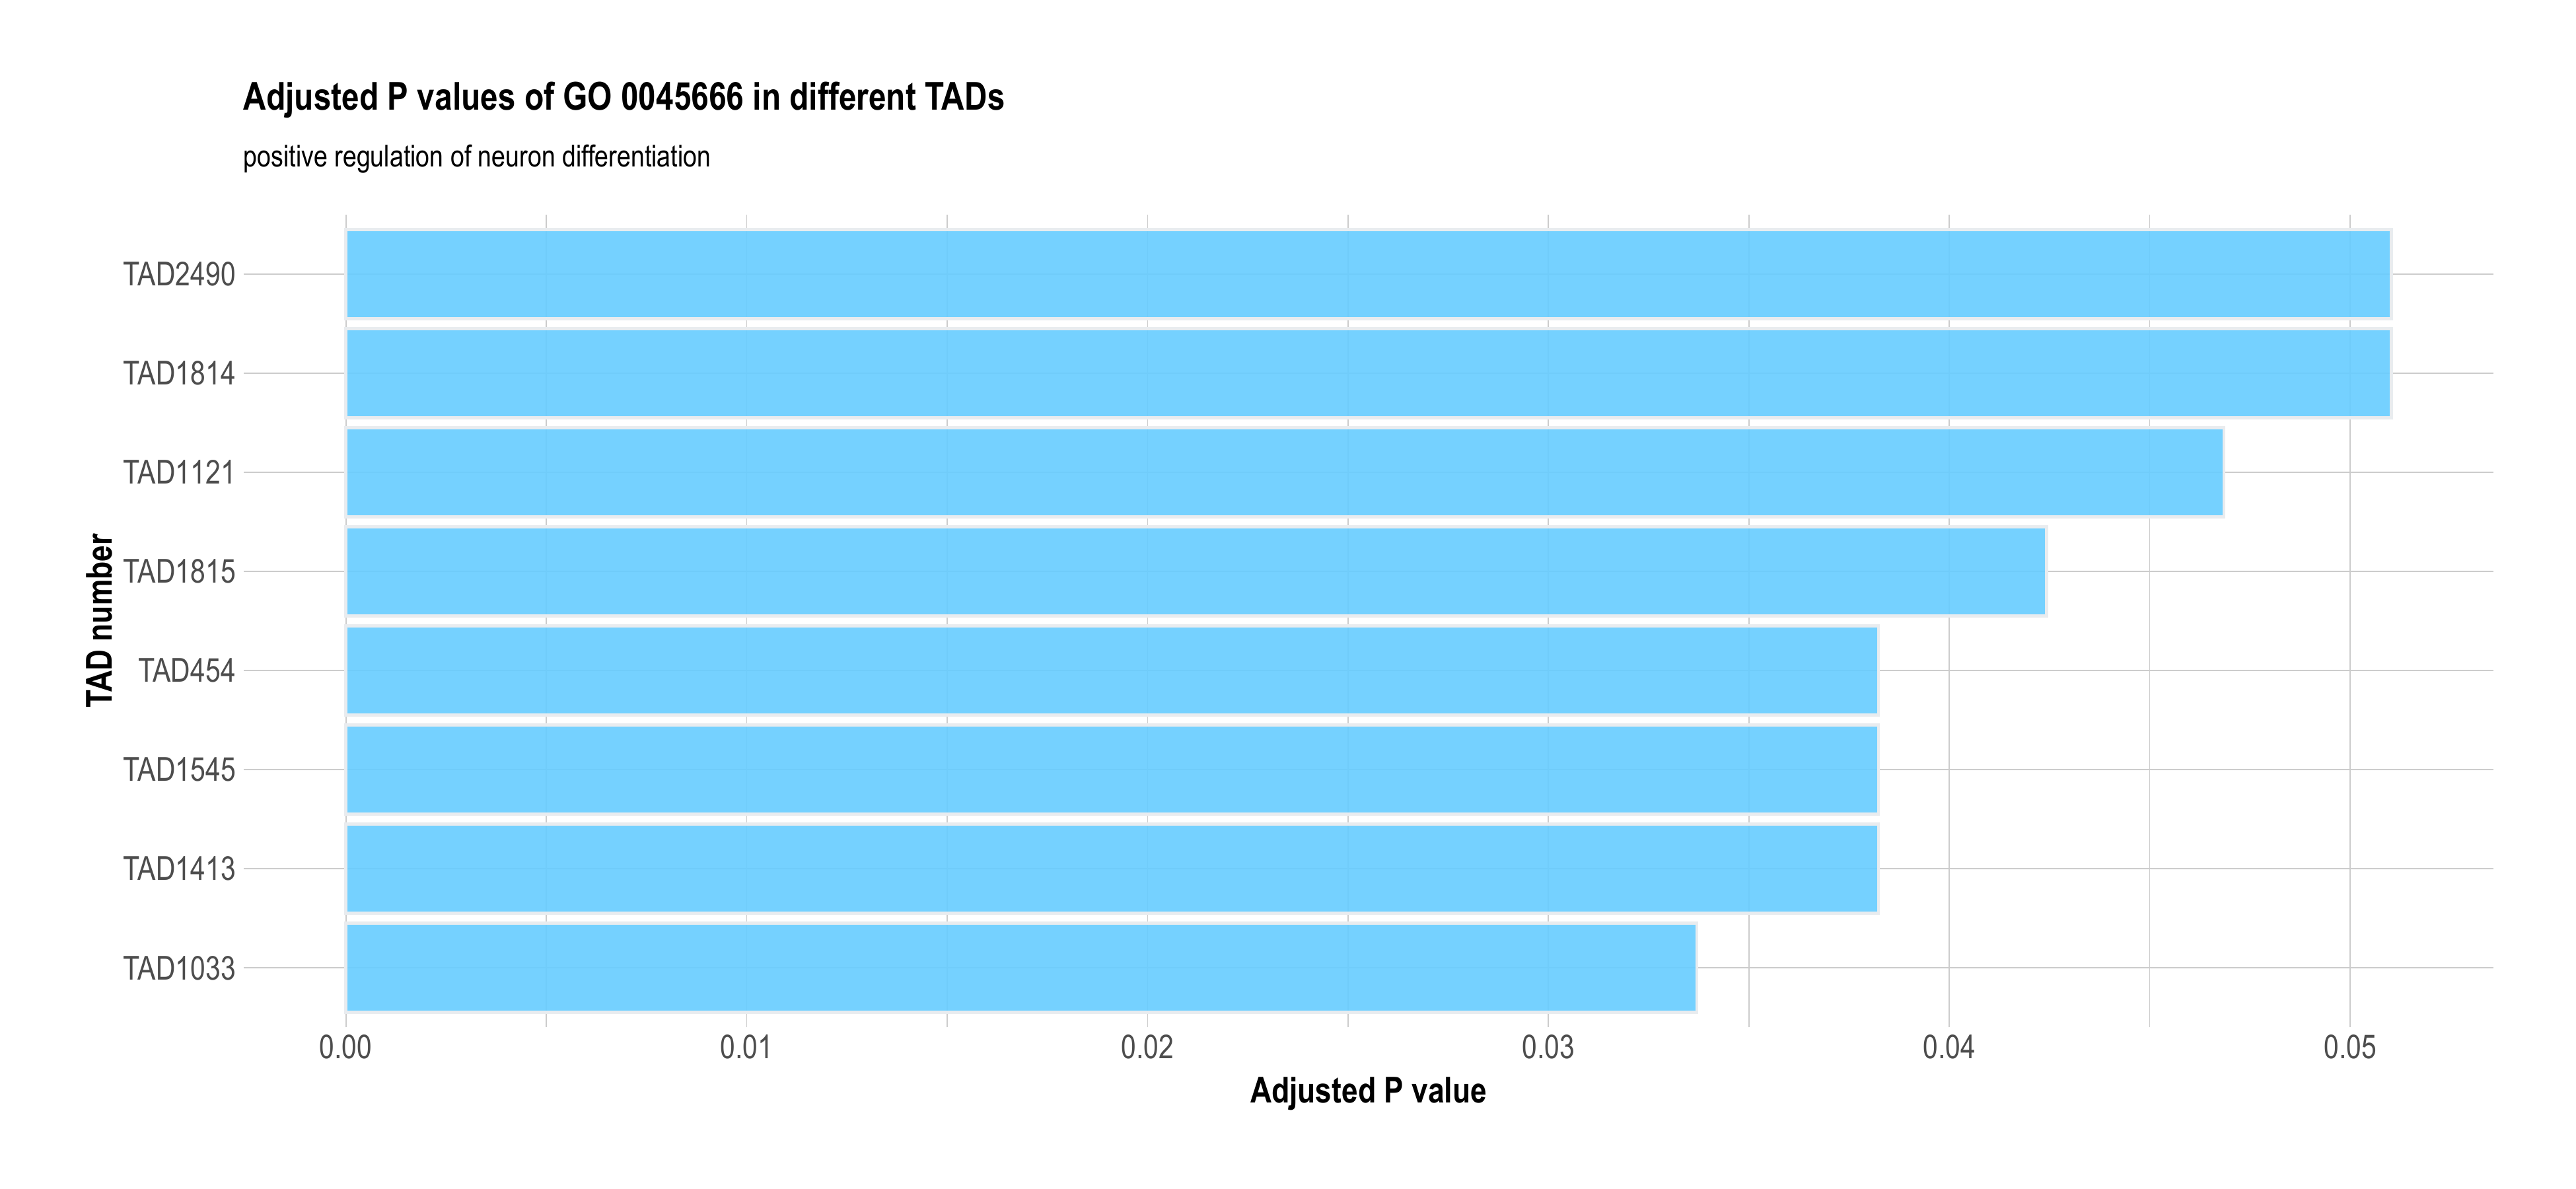 Adjusted P values of GO 0045666 in different TADs
positive regulation of neuron differentiation
TAD number
TAD2490
TAD1814
TAD1121
TAD1815
TAD454
TAD1545
TAD1413
TAD1033
0.00 0.01 0.02 0.03 0.04 0.05
Adjusted P value